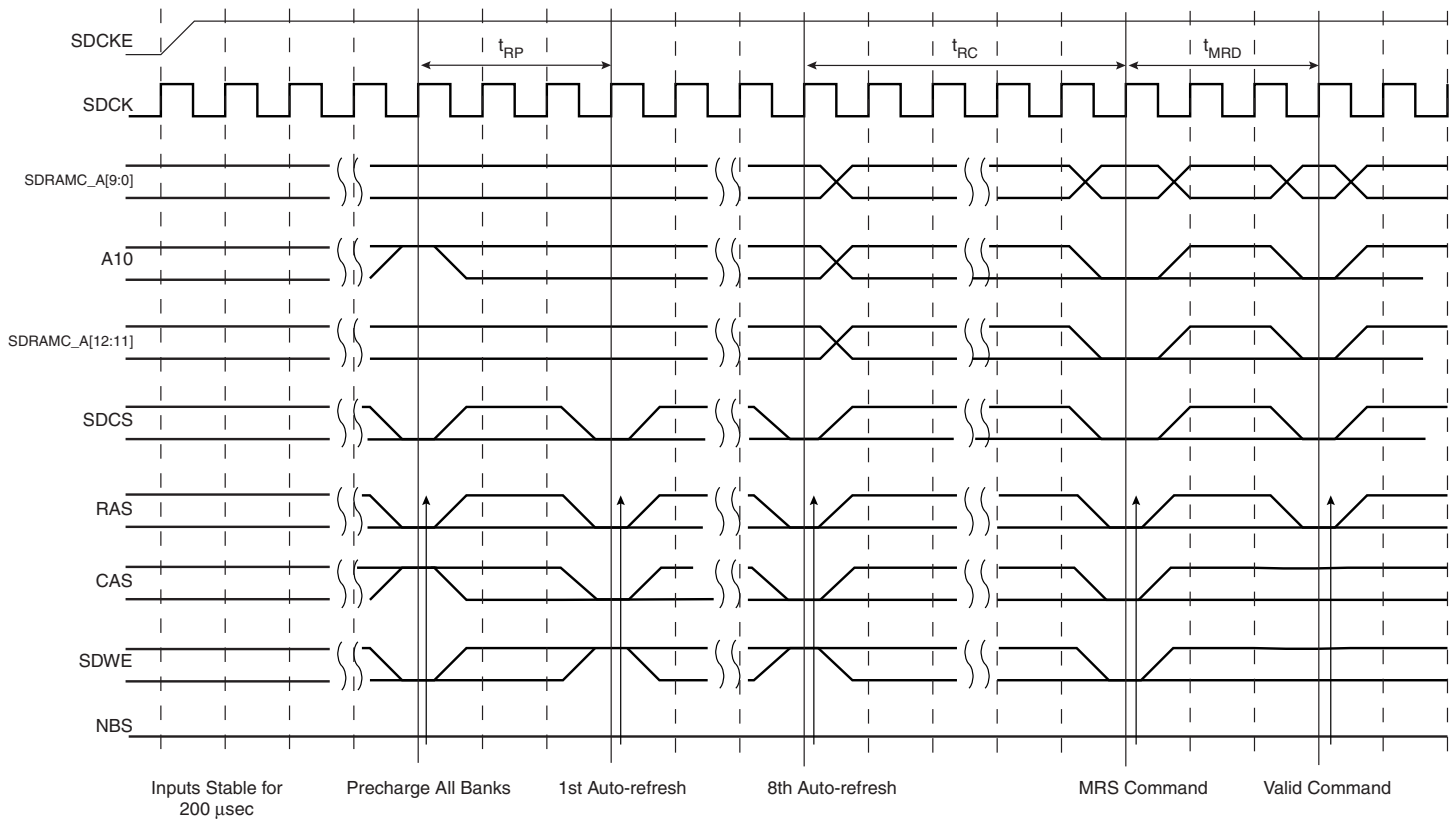 SDCKE
t_RP
t_RC
t_MRD
SDCK
SDRAMC_A[9:0]
A10
SDRAMC_A[12:11]
SDCS
RAS
CAS
SDWE
NBS
Inputs Stable for
200 μsec
Precharge All Banks
1st Auto-refresh
8th Auto-refresh
MRS Command
Valid Command